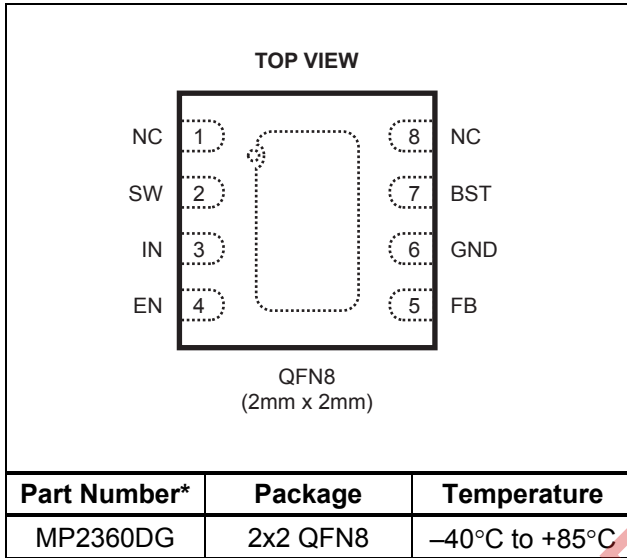 TOP VIEW
NC 1 8 NC
SW 2 7 BST
IN 3 6 GND
EN 4 5 FB
QFN8
(2mm x 2mm)
Part Number* Package Temperature
MP2360DG 2x2 QFN8 –40°C to +85°C